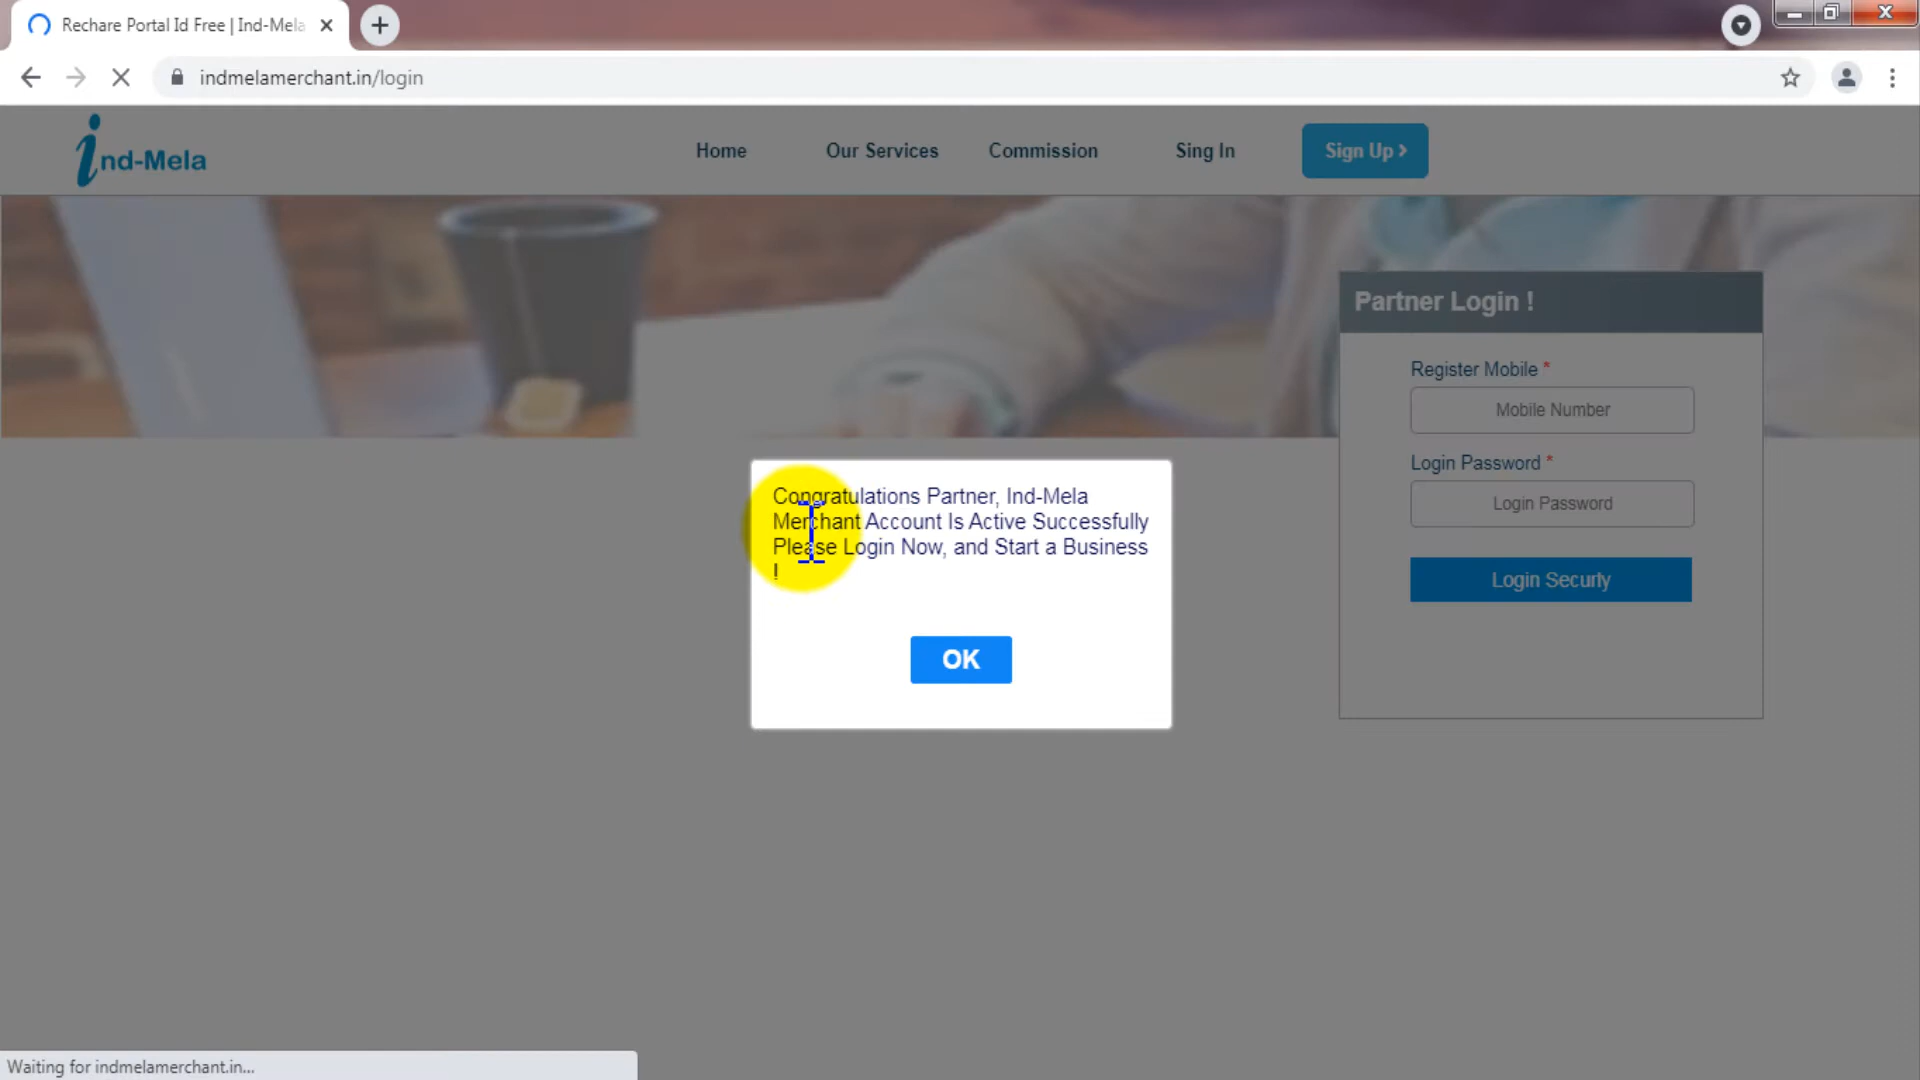 Rechare Portal Id Free | Ind-Mela
indmelamerchant.in/login
ind-Mela
Home
Our Services
Commission
Sing In
Sign Up
Partner Login !
Register Mobile *
Mobile Number
Login Password *
Login Password
Login Securly
Congratulations Partner, Ind-Mela
Merchant Account Is Active Successfully
Please Login Now, and Start a Business
!
OK
Waiting for indmelamerchant.in...